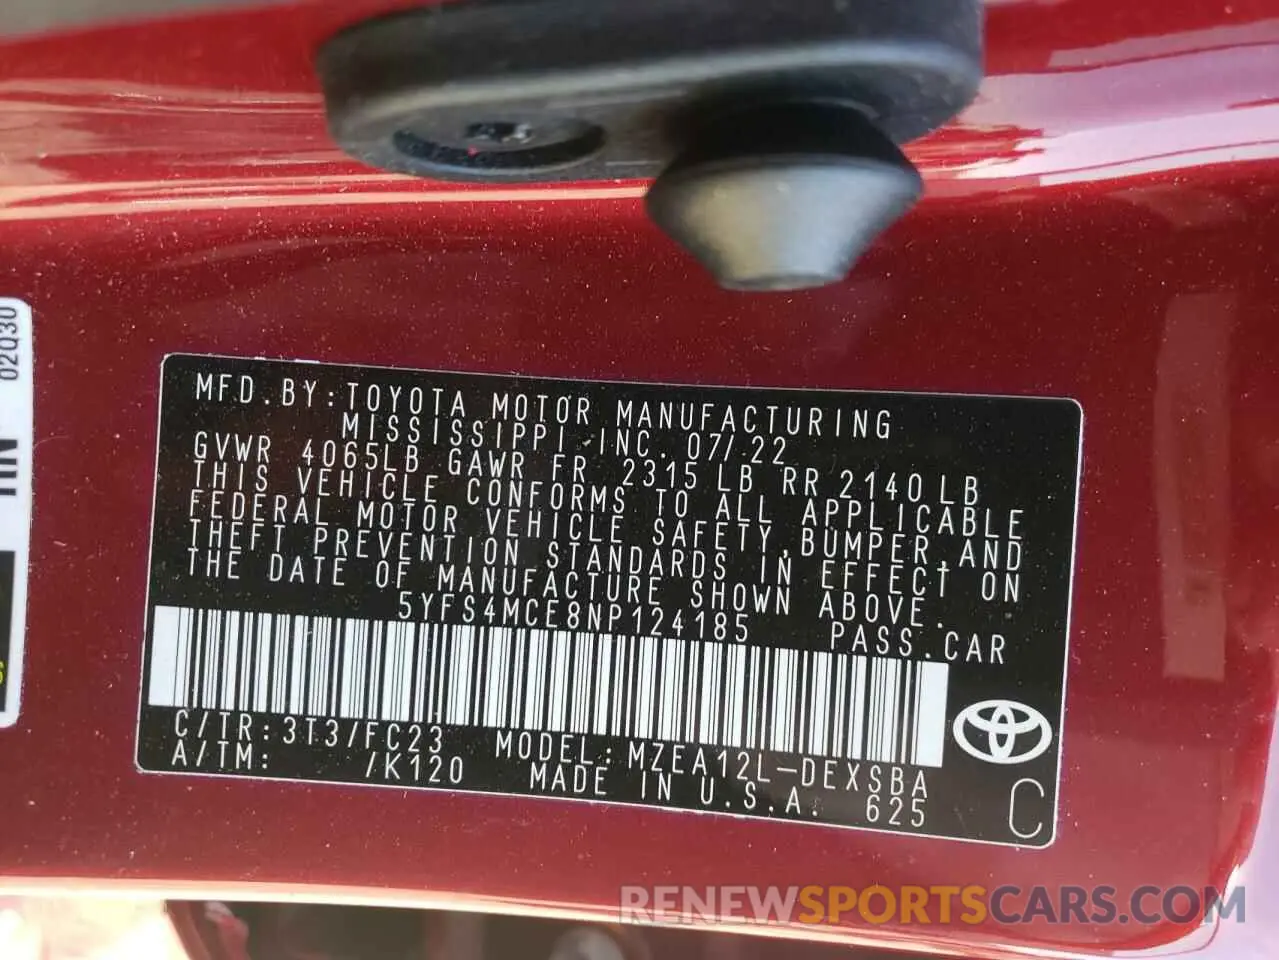 02Q30
MFD.BY:TOYOTA MOTOR MANUFACTURING
MISSISSIPPI INC. 07/22
GVWR 4065LB GAWR FR 2315 LB RR 2140 LB
THIS VEHICLE CONFORMS TO ALL APPLICABLE
FEDERAL MOTOR VEHICLE SAFETY, BUMPER, AND
THEFT PREVENTION STANDARDS IN EFFECT ON
THE DATE OF MANUFACTURE SHOWN ABOVE.
5YFS4MCE8NP124185 PASS.CAR
C/TR:3T3/FC23 MODEL:MZEA12L-DEXSBA
A/TM: /K120 MADE IN U.S.A. 625
C
RENEWSPORTSCARS.COM